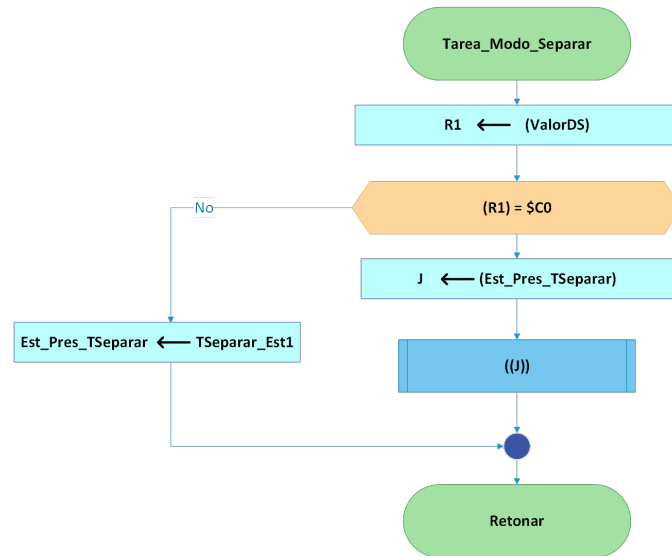 Tarea_Modo_Separar
R1 ← (ValorDS)
No
(R1) = $C0
J ← (Est_Pres_TSeparar)
Est_Pres_TSeparar ← TSeparar_Est1
((J))
Retonar